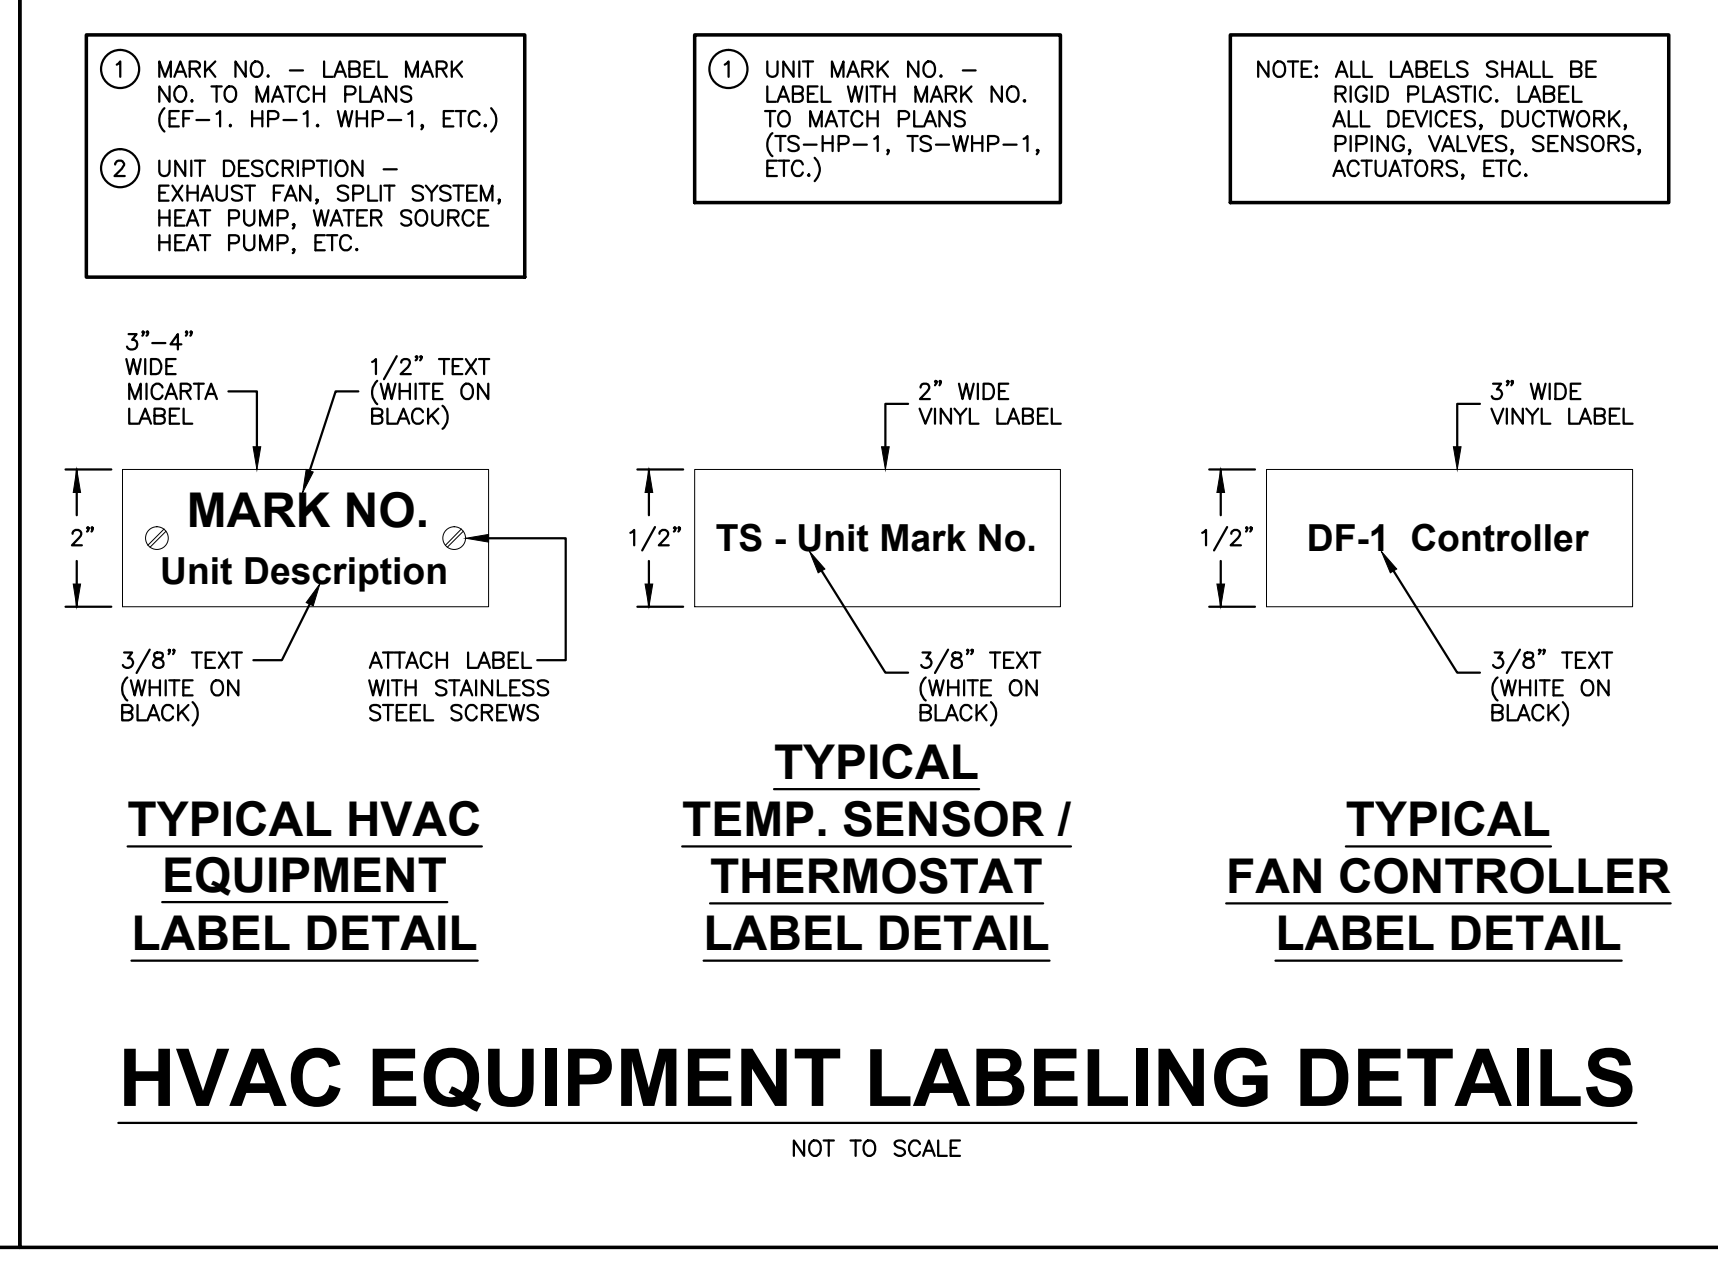 1 MARK NO. – LABEL MARK
NO. TO MATCH PLANS
(EF–1. HP–1. WHP–1, ETC.)
2 UNIT DESCRIPTION –
EXHAUST FAN, SPLIT SYSTEM,
HEAT PUMP, WATER SOURCE
HEAT PUMP, ETC.
1 UNIT MARK NO. –
LABEL WITH MARK NO.
TO MATCH PLANS
(TS–HP–1, TS–WHP–1,
ETC.)
NOTE: ALL LABELS SHALL BE
RIGID PLASTIC. LABEL
ALL DEVICES, DUCTWORK,
PIPING, VALVES, SENSORS,
ACTUATORS, ETC.
3”–4”
WIDE
MICARTA
LABEL
1/2” TEXT
(WHITE ON
BLACK)
2”
MARK NO.
Unit Description
3/8” TEXT
(WHITE ON
BLACK)
ATTACH LABEL
WITH STAINLESS
STEEL SCREWS
TYPICAL HVAC
EQUIPMENT
LABEL DETAIL
2” WIDE
VINYL LABEL
1/2”
TS - Unit Mark No.
3/8” TEXT
(WHITE ON
BLACK)
TYPICAL
TEMP. SENSOR /
THERMOSTAT
LABEL DETAIL
3” WIDE
VINYL LABEL
1/2”
DF-1 Controller
3/8” TEXT
(WHITE ON
BLACK)
TYPICAL
FAN CONTROLLER
LABEL DETAIL
HVAC EQUIPMENT LABELING DETAILS
NOT TO SCALE